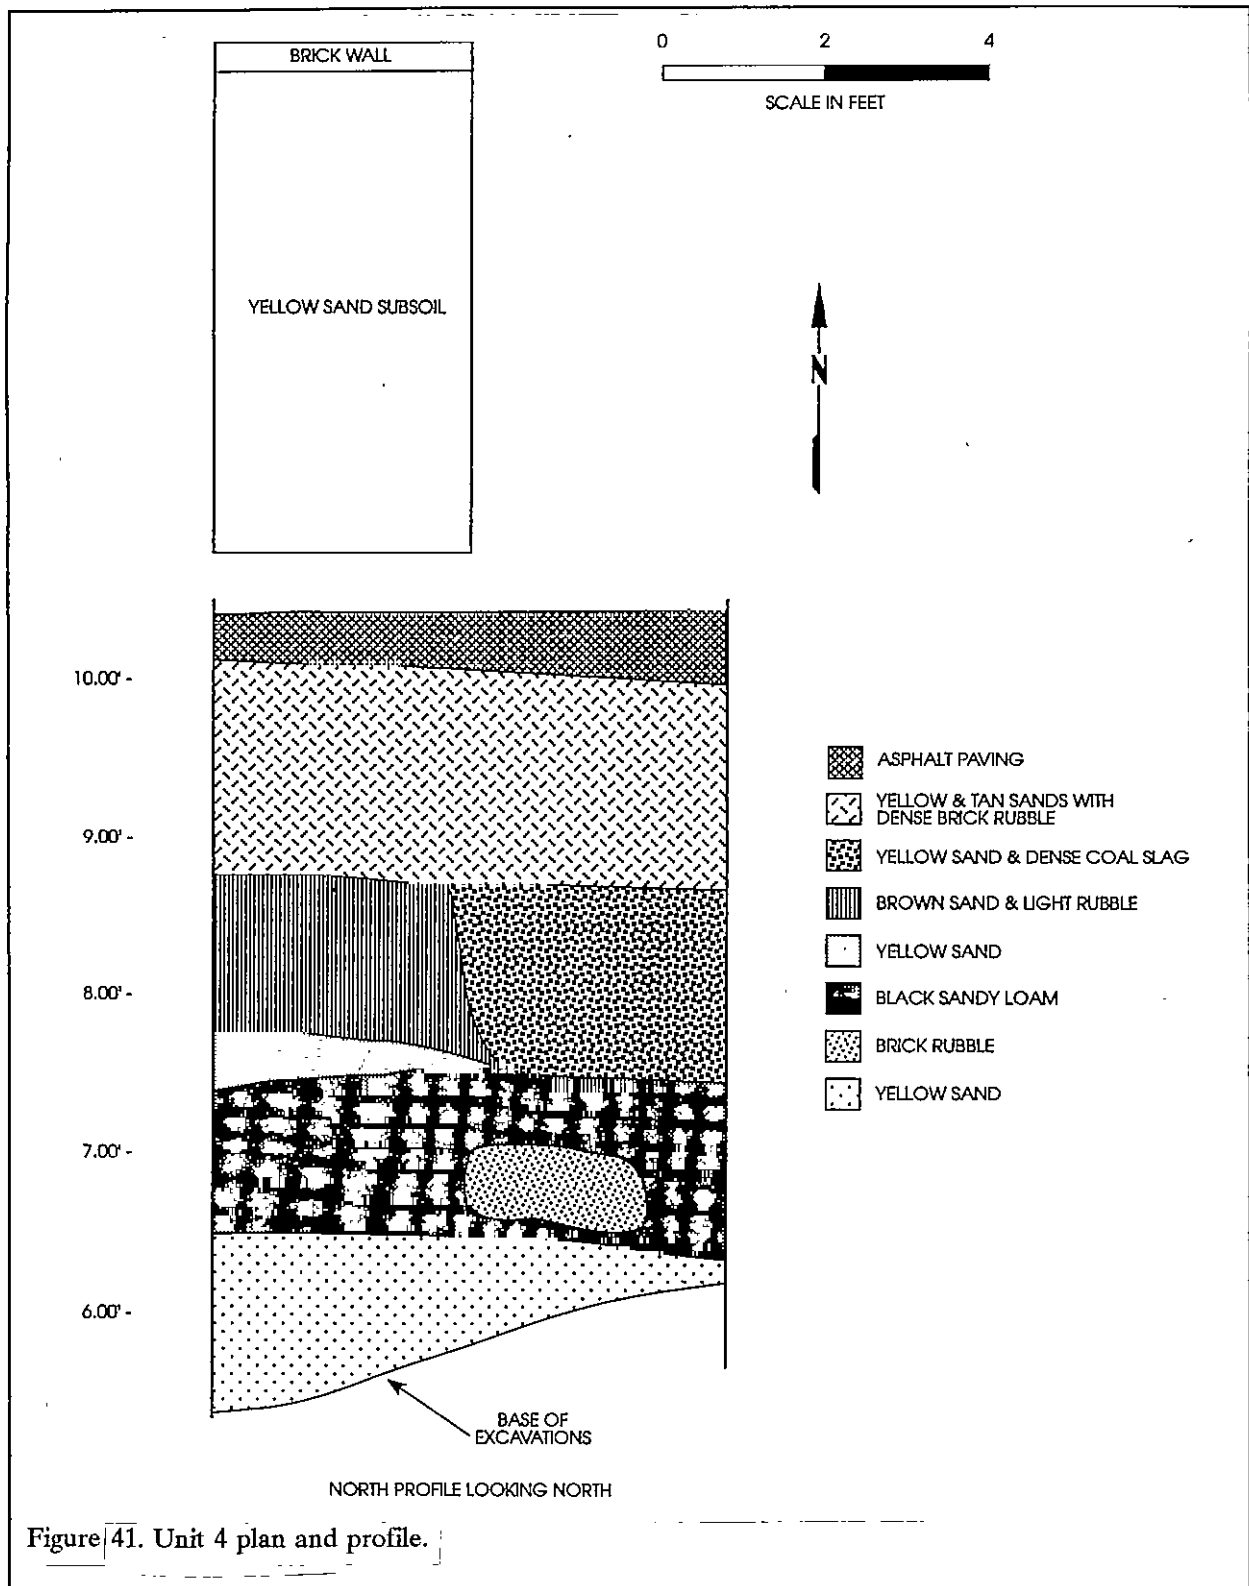 BRICK WALL
0 2 4
SCALE IN FEET
YELLOW SAND SUBSOIL
N
10.00' -
9.00' -
8.00' -
7.00' -
6.00' -
ASPHALT PAVING
YELLOW & TAN SANDS WITH
DENSE BRICK RUBBLE
YELLOW SAND & DENSE COAL SLAG
BROWN SAND & LIGHT RUBBLE
YELLOW SAND
BLACK SANDY LOAM
BRICK RUBBLE
YELLOW SAND
BASE OF
EXCAVATIONS
NORTH PROFILE LOOKING NORTH
Figure 41. Unit 4 plan and profile.